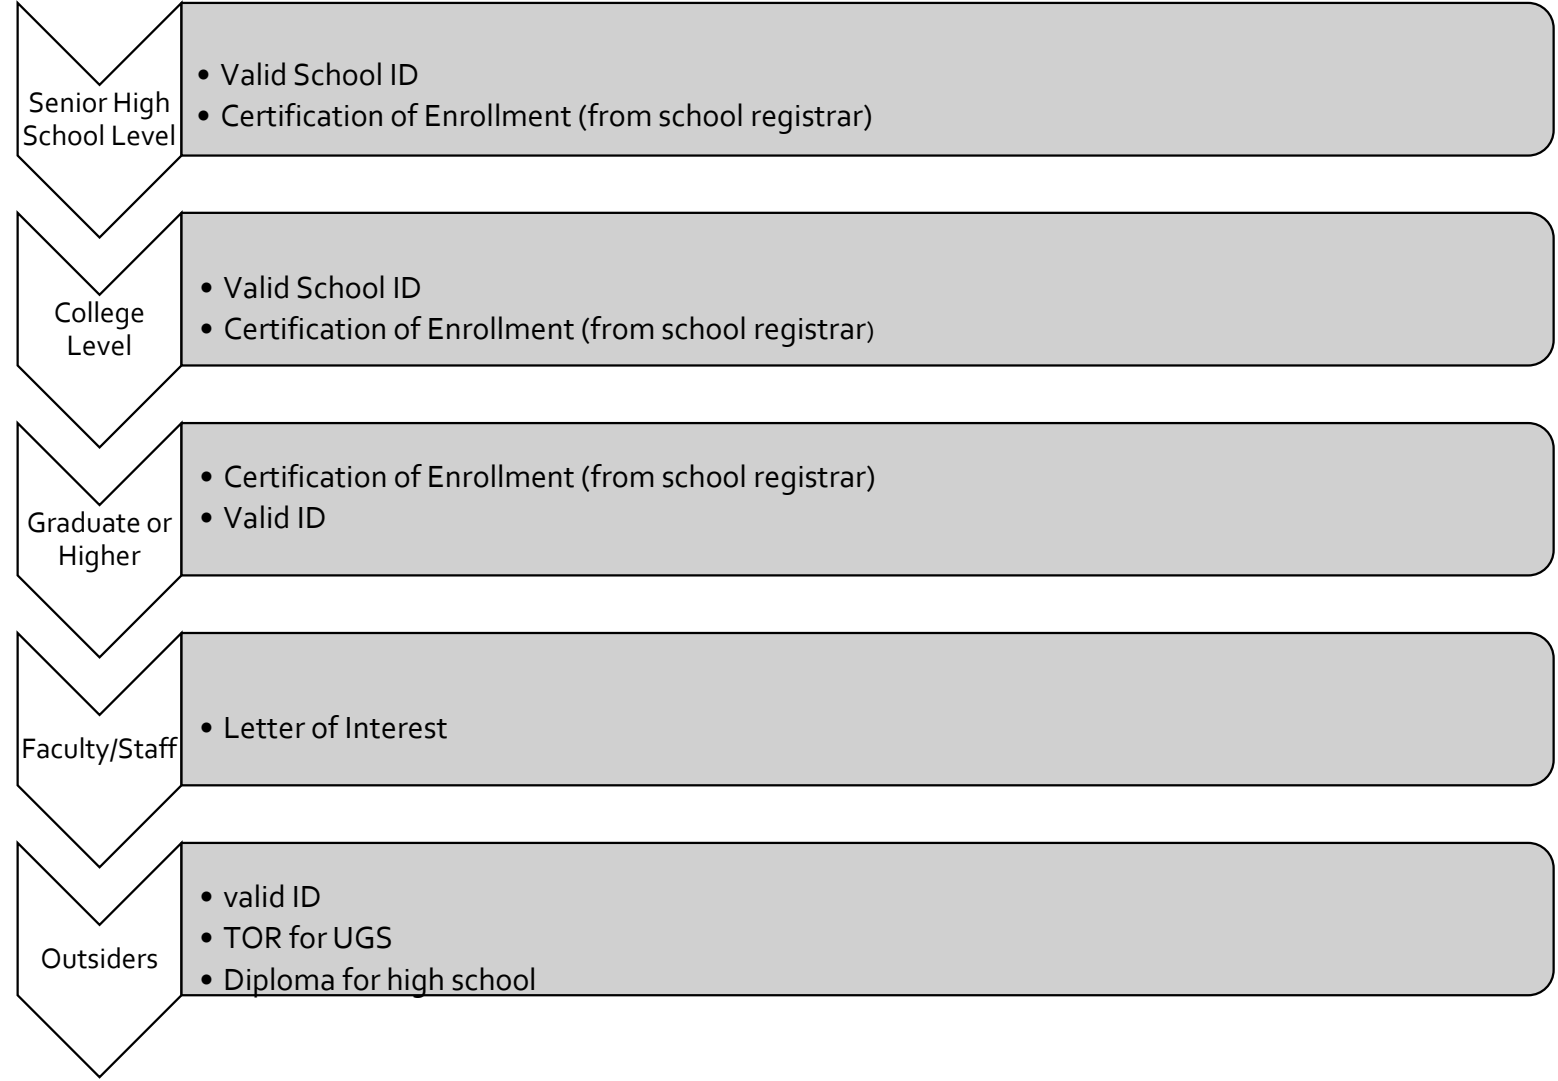 Senior High
School Level
• Valid School ID
• Certification of Enrollment (from school registrar)
College
Level
• Valid School ID
• Certification of Enrollment (from school registrar)
Graduate or
Higher
• Certification of Enrollment (from school registrar)
• Valid ID
Faculty/Staff
• Letter of Interest
Outsiders
• valid ID
• TOR for UGS
• Diploma for high school